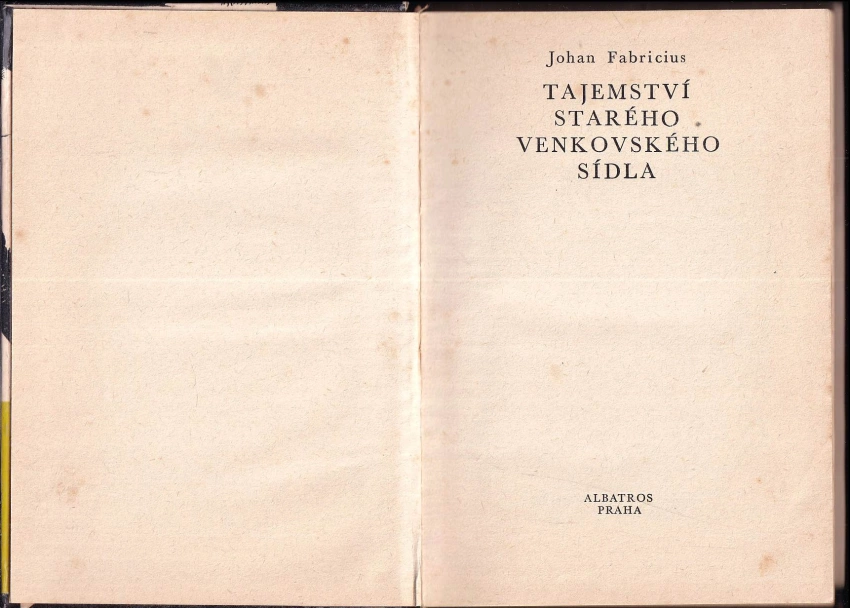 Johan Fabricius
TAJEMSTVÍ
STARÉHO
VENKOVSKÉHO
SÍDLA
ALBATROS
PRAHA